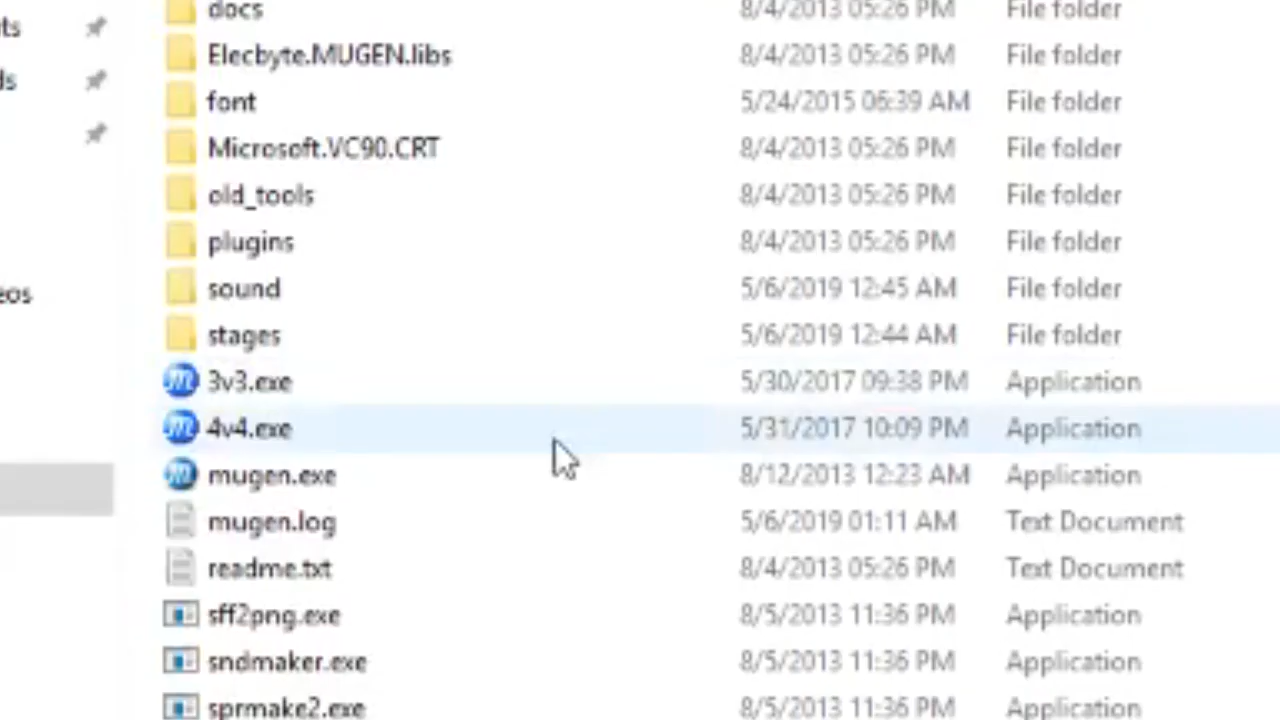 docs 8/4/2013 05:26 PM File folder
ts
Elecbyte.MUGEN.libs 8/4/2013 05:26 PM File folder
ds
font 5/24/2015 06:39 AM File folder
Microsoft.VC90.CRT 8/4/2013 05:26 PM File folder
old_tools 8/4/2013 05:26 PM File folder
plugins 8/4/2013 05:26 PM File folder
eos
sound 5/6/2019 12:45 AM File folder
stages 5/6/2019 12:44 AM File folder
3v3.exe 5/30/2017 09:38 PM Application
4v4.exe 5/31/2017 10:09 PM Application
mugen.exe 8/12/2013 12:23 AM Application
mugen.log 5/6/2019 01:11 AM Text Document
readme.txt 8/4/2013 05:26 PM Text Document
sff2png.exe 8/5/2013 11:36 PM Application
sndmaker.exe 8/5/2013 11:36 PM Application
sprmake2.exe 8/5/2013 11:36 PM Application